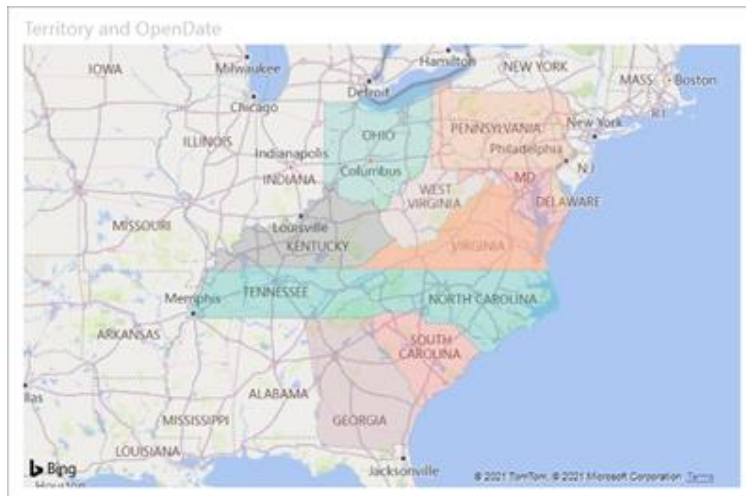 Territory and OpenDate
IOWA
Milwaukee
Hamilton
NEW YORK
MASS
Boston
Detroit
Chicago
R I
ILLINOIS
OHIO
PENNSYLVANIA
New York
Indianapolis
Columbus
Philadelphia
N J
INDIANA
MD
WEST
VIRGINIA
DELAWARE
MISSOURI
Louisville
KENTUCKY
VIRGINIA
TENNESSEE
NORTH CAROLINA
Memphis
ARKANSAS
SOUTH
CAROLINA
llas
ALABAMA
MISSISSIPPI
GEORGIA
LOUISIANA
Bing
Jacksonville
© 2021 TomTom, © 2021 Microsoft Corporation Terms
Houston